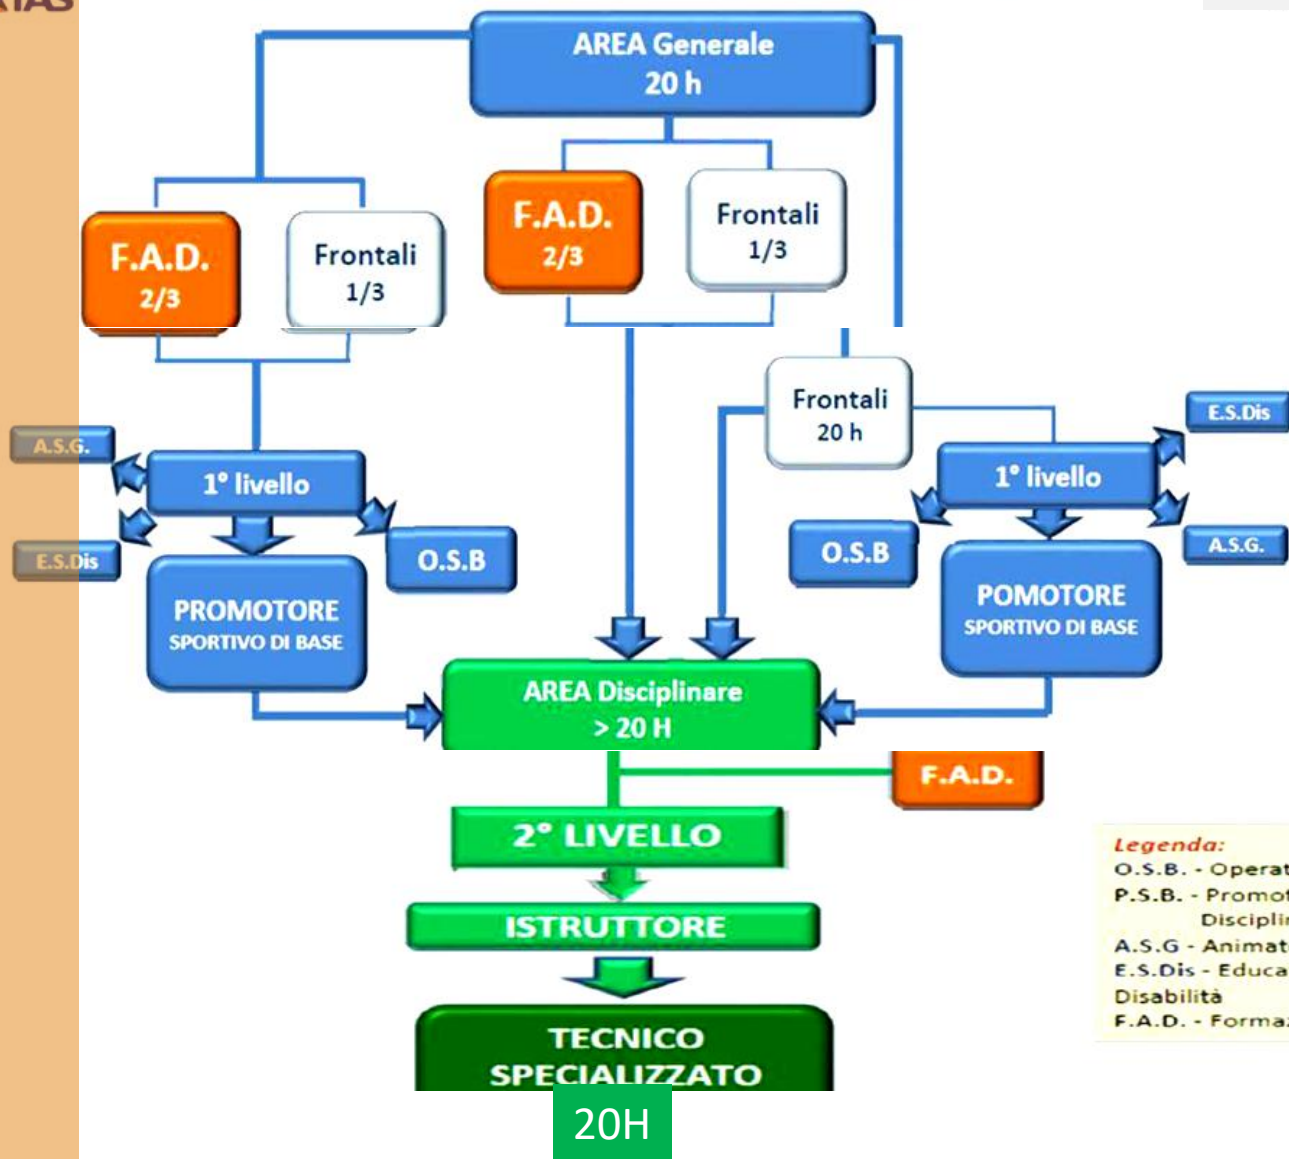 AREA Generale
20 h
F.A.D.
2/3
Frontali
1/3
F.A.D.
2/3
Frontali
1/3
Frontali
20 h
A.S.G.
1° livello
E.S.Dis
O.S.B
PROMOTORE
SPORTIVO DI BASE
E.S.Dis
1° livello
O.S.B
A.S.G.
POMOTORE
SPORTIVO DI BASE
AREA Disciplinare
> 20 H
F.A.D.
2° LIVELLO
ISTRUTTORE
TECNICO
SPECIALIZZATO
20H
Legenda:
O.S.B. - Operat
P.S.B. - Promot
Disciplin
A.S.G - Animat
E.S.Dis - Educa
Disabilità
F.A.D. - Forma